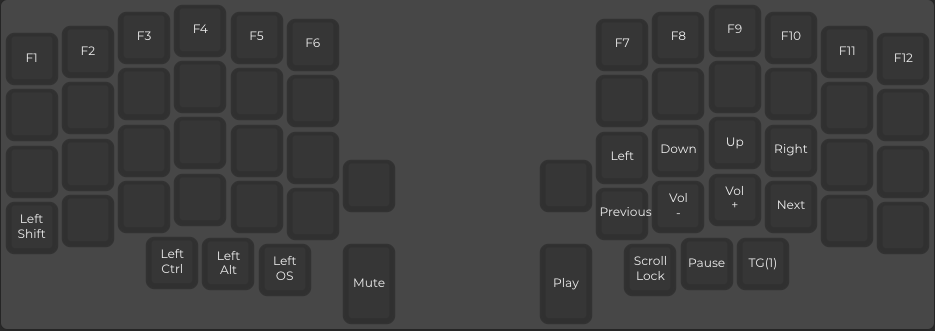 F1
F2
F3
F4
F5
F6
F7
F8
F9
F10
F11
F12
Left
Down
Up
Right
Left
Shift
Previous
Vol
-
Vol
+
Next
Left
Ctrl
Left
Alt
Left
OS
Mute
Play
Scroll
Lock
Pause
TG(1)